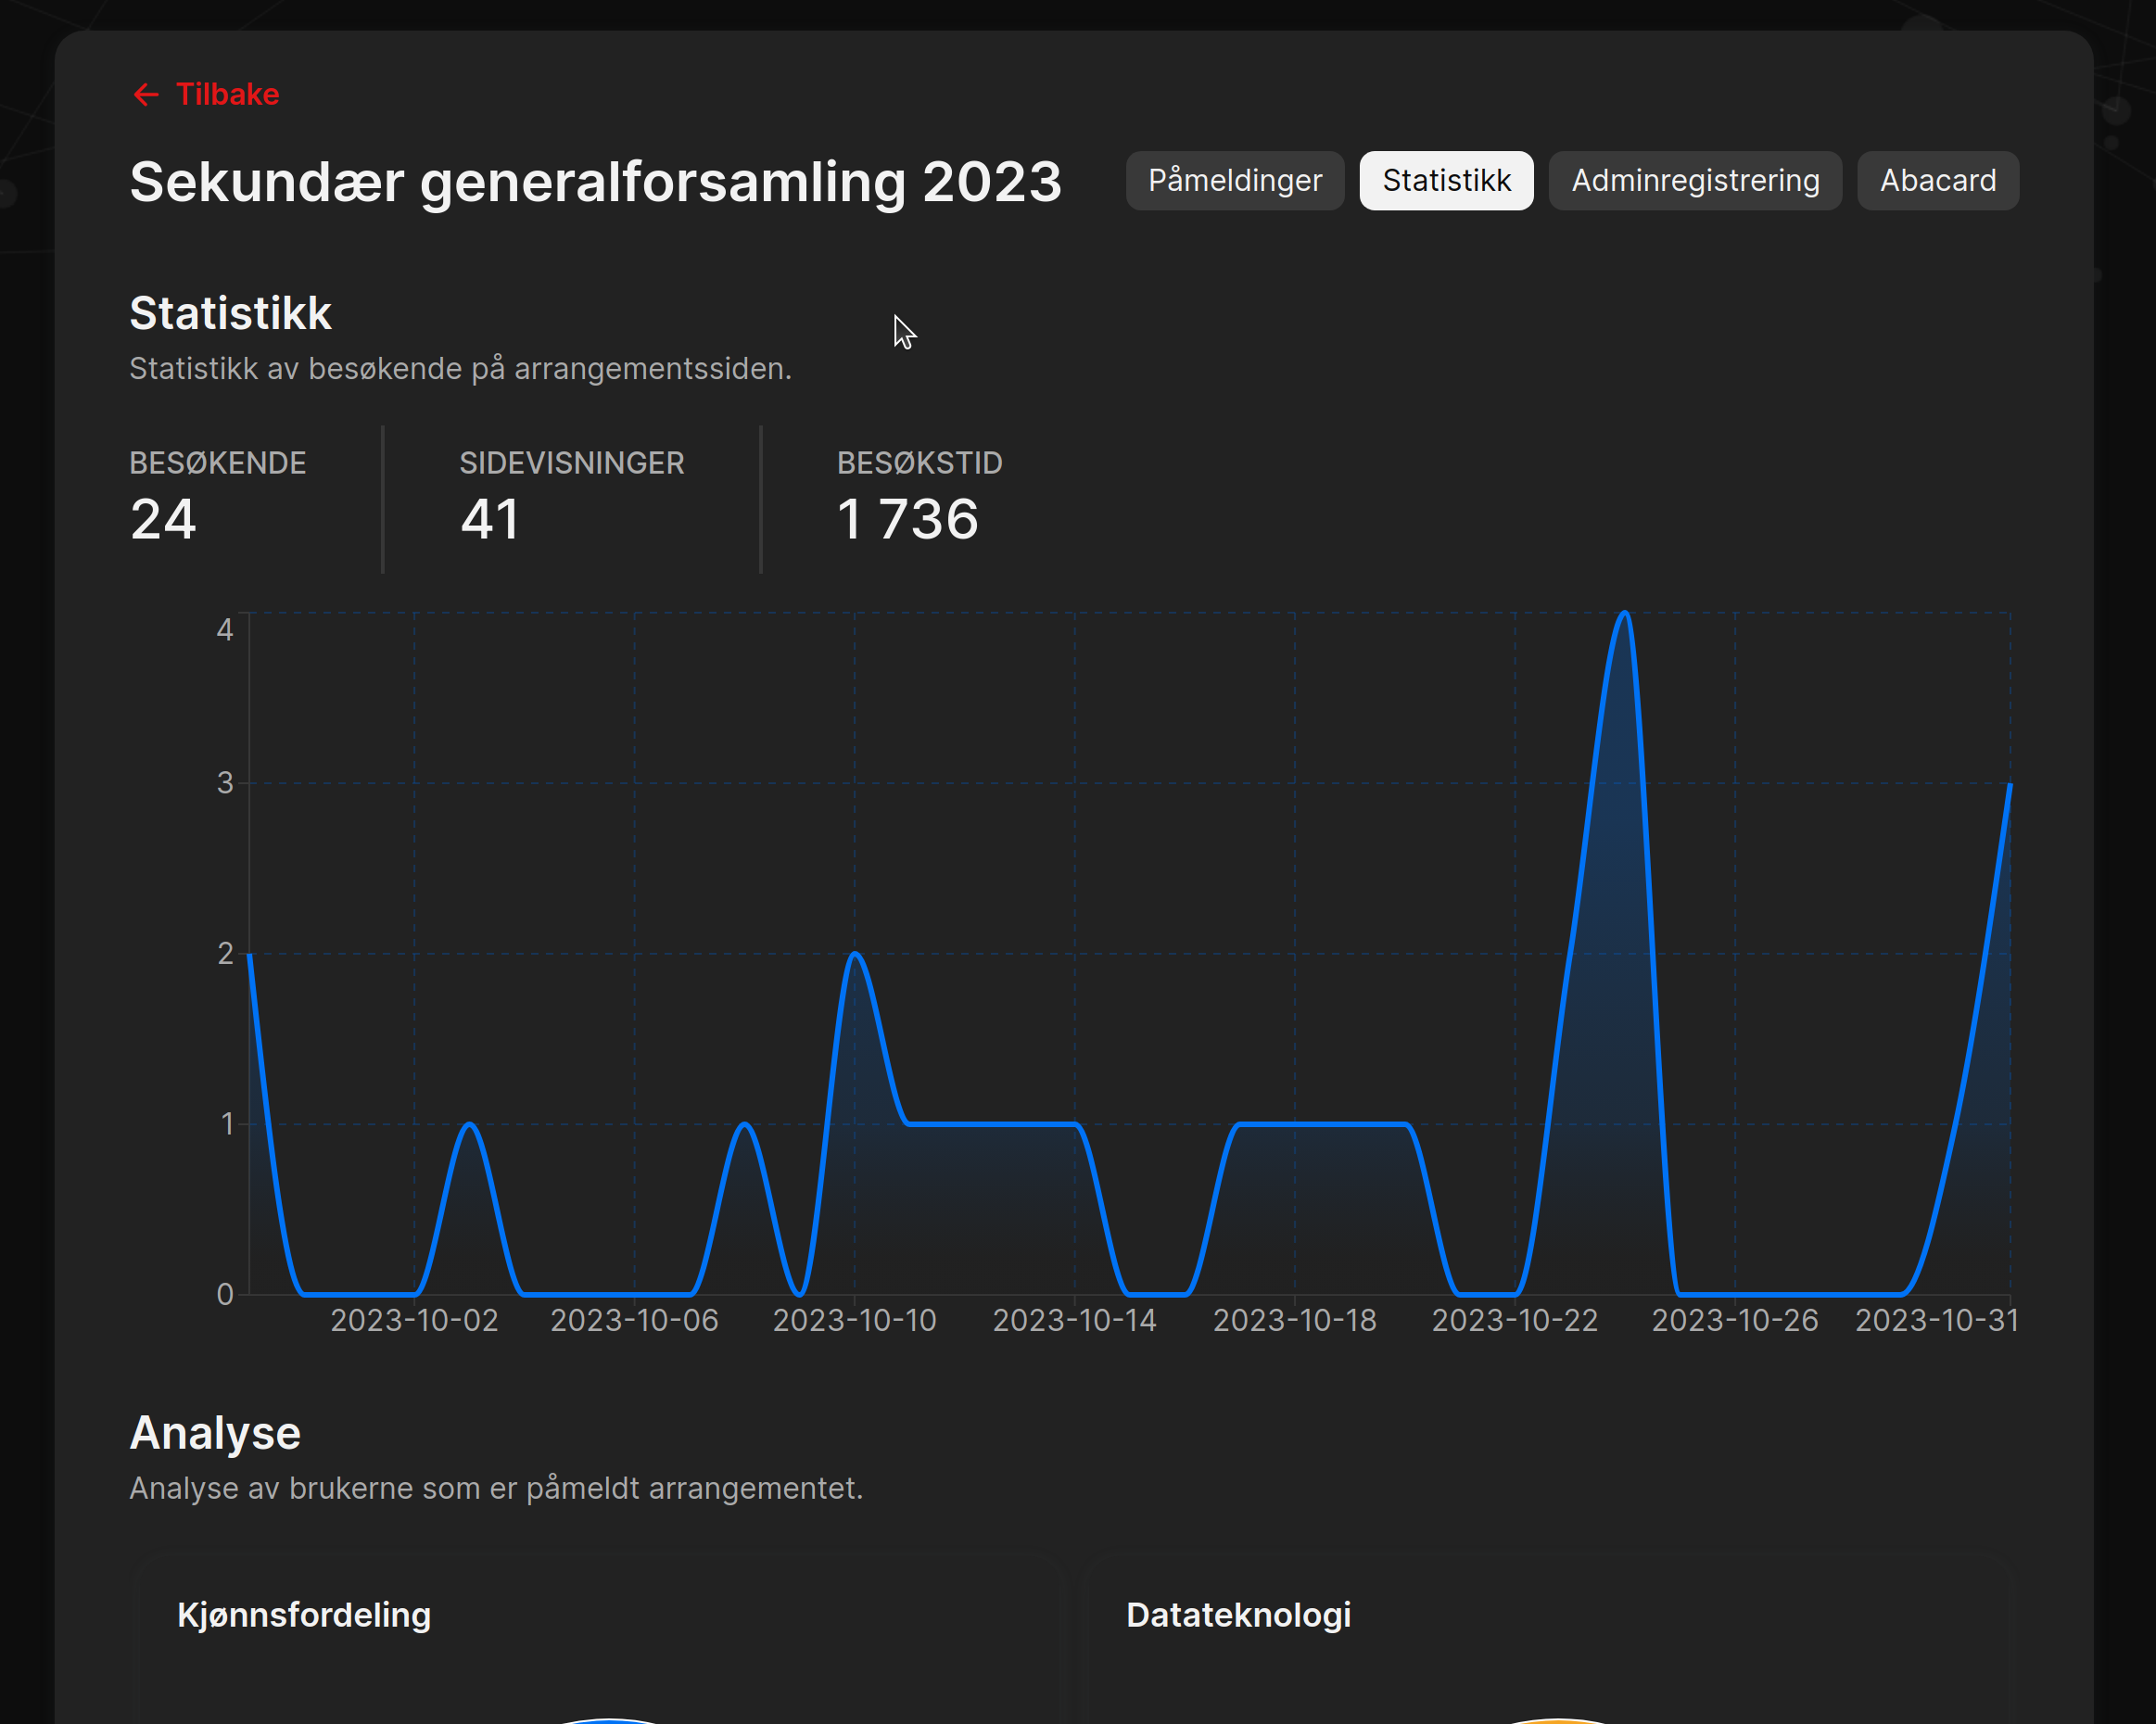 Tilbake
Sekundær generalforsamling 2023
Påmeldinger
Statistikk
Adminregistrering
Abacard
Statistikk
Statistikk av besøkende på arrangementssiden.
BESØKENDE
24
SIDEVISNINGER
41
BESØKSTID
1 736
4
3
2
1
0
2023-10-02
2023-10-06
2023-10-10
2023-10-14
2023-10-18
2023-10-22
2023-10-26
2023-10-31
Analyse
Analyse av brukerne som er påmeldt arrangementet.
Kjønnsfordeling
Datateknologi